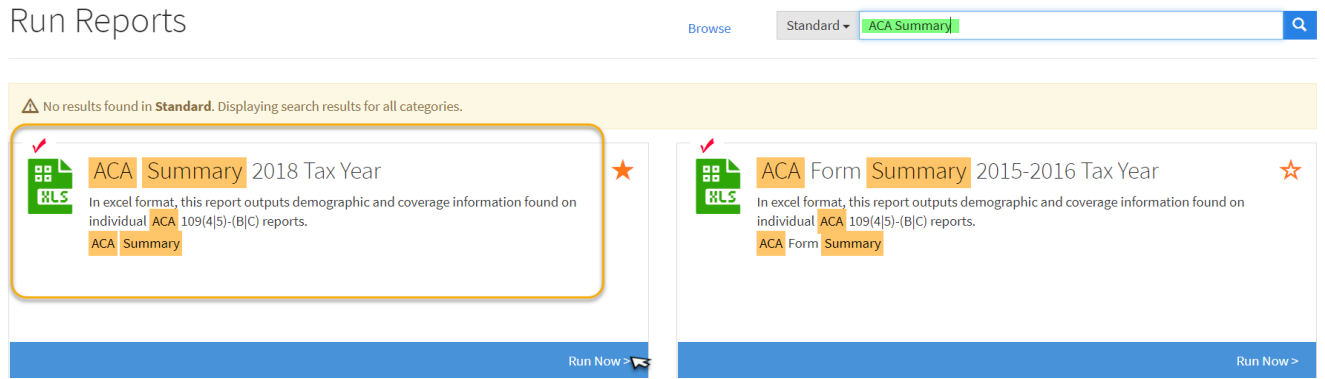 Run Reports
Browse
Standard
ACA Summary
No results found in Standard. Displaying search results for all categories.
XLS
ACA Summary 2018 Tax Year
In excel format, this report outputs demographic and coverage information found on
individual ACA 109(4|5)-(B|C) reports.
ACA Summary
Run Now >
XLS
ACA Form Summary 2015-2016 Tax Year
In excel format, this report outputs demographic and coverage information found on
individual ACA 109(4|5)-(B|C) reports.
ACA Form Summary
Run Now >